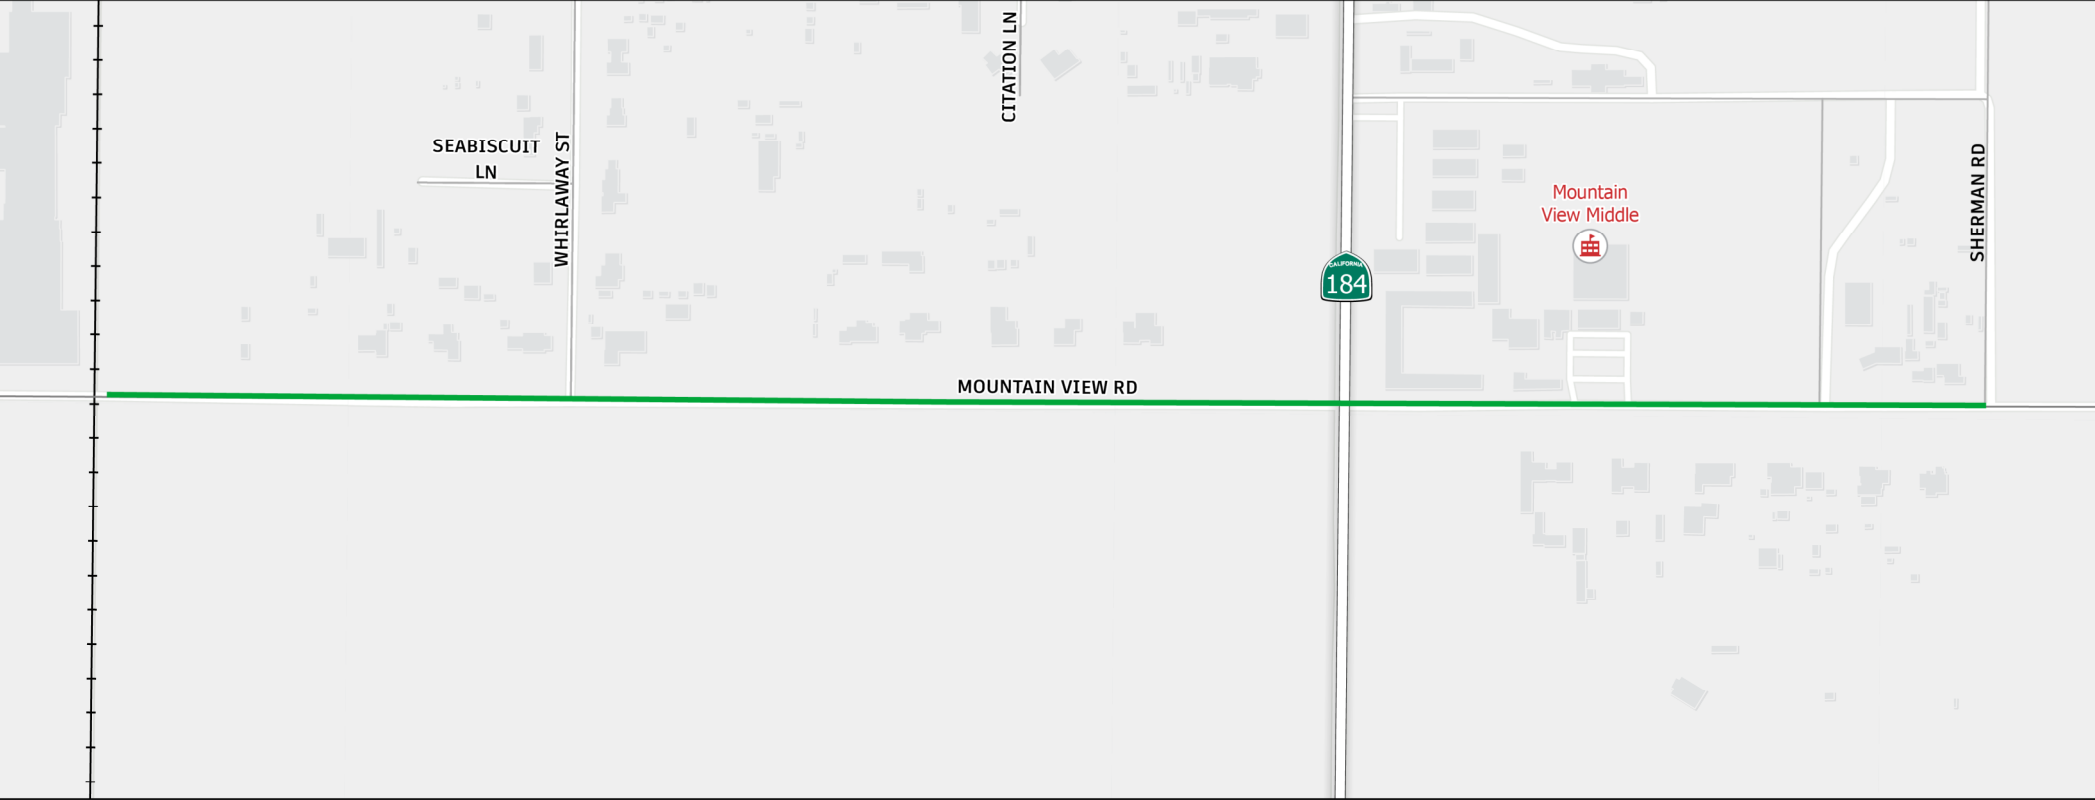 CITATION LN
SEABISCUIT
LN
WHIRLAWAY ST
SHERMAN RD
Mountain
View Middle
CALIFORNIA
184
MOUNTAIN VIEW RD